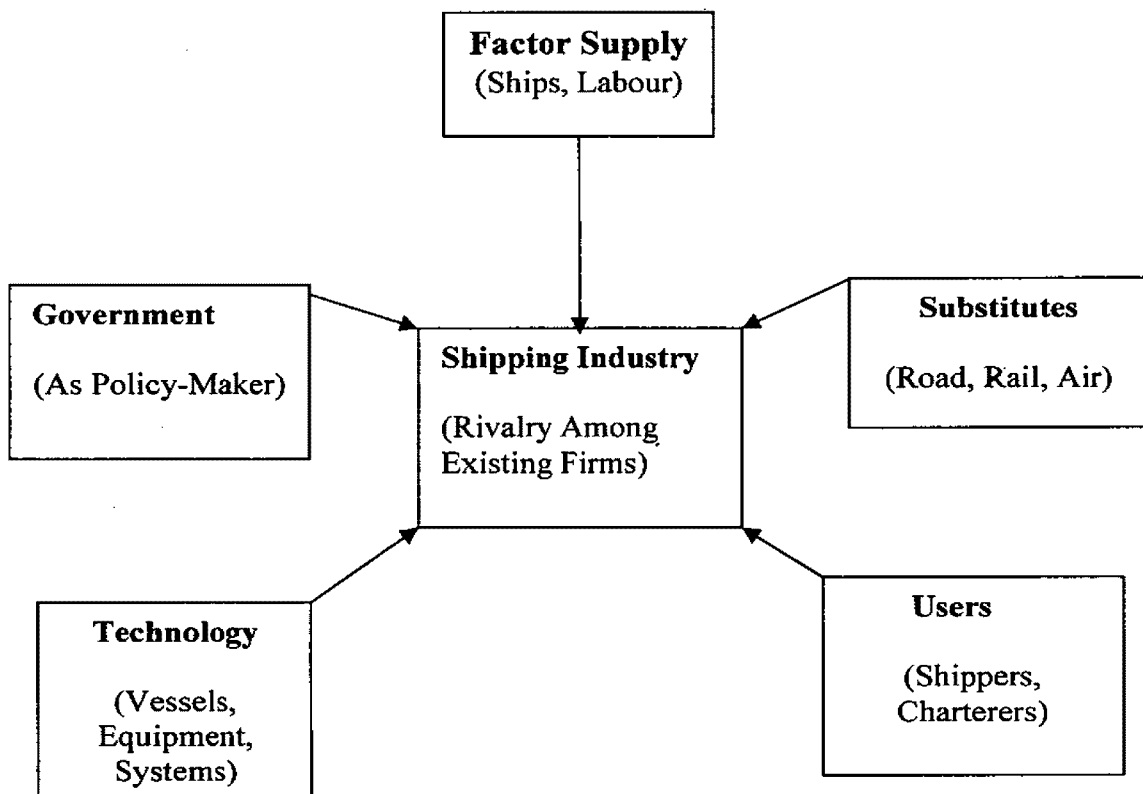 Factor Supply
(Ships, Labour)
Government
(As Policy-Maker)
Shipping Industry
(Rivalry Among
Existing Firms)
Substitutes
(Road, Rail, Air)
Technology
(Vessels,
Equipment,
Systems)
Users
(Shippers,
Charterers)